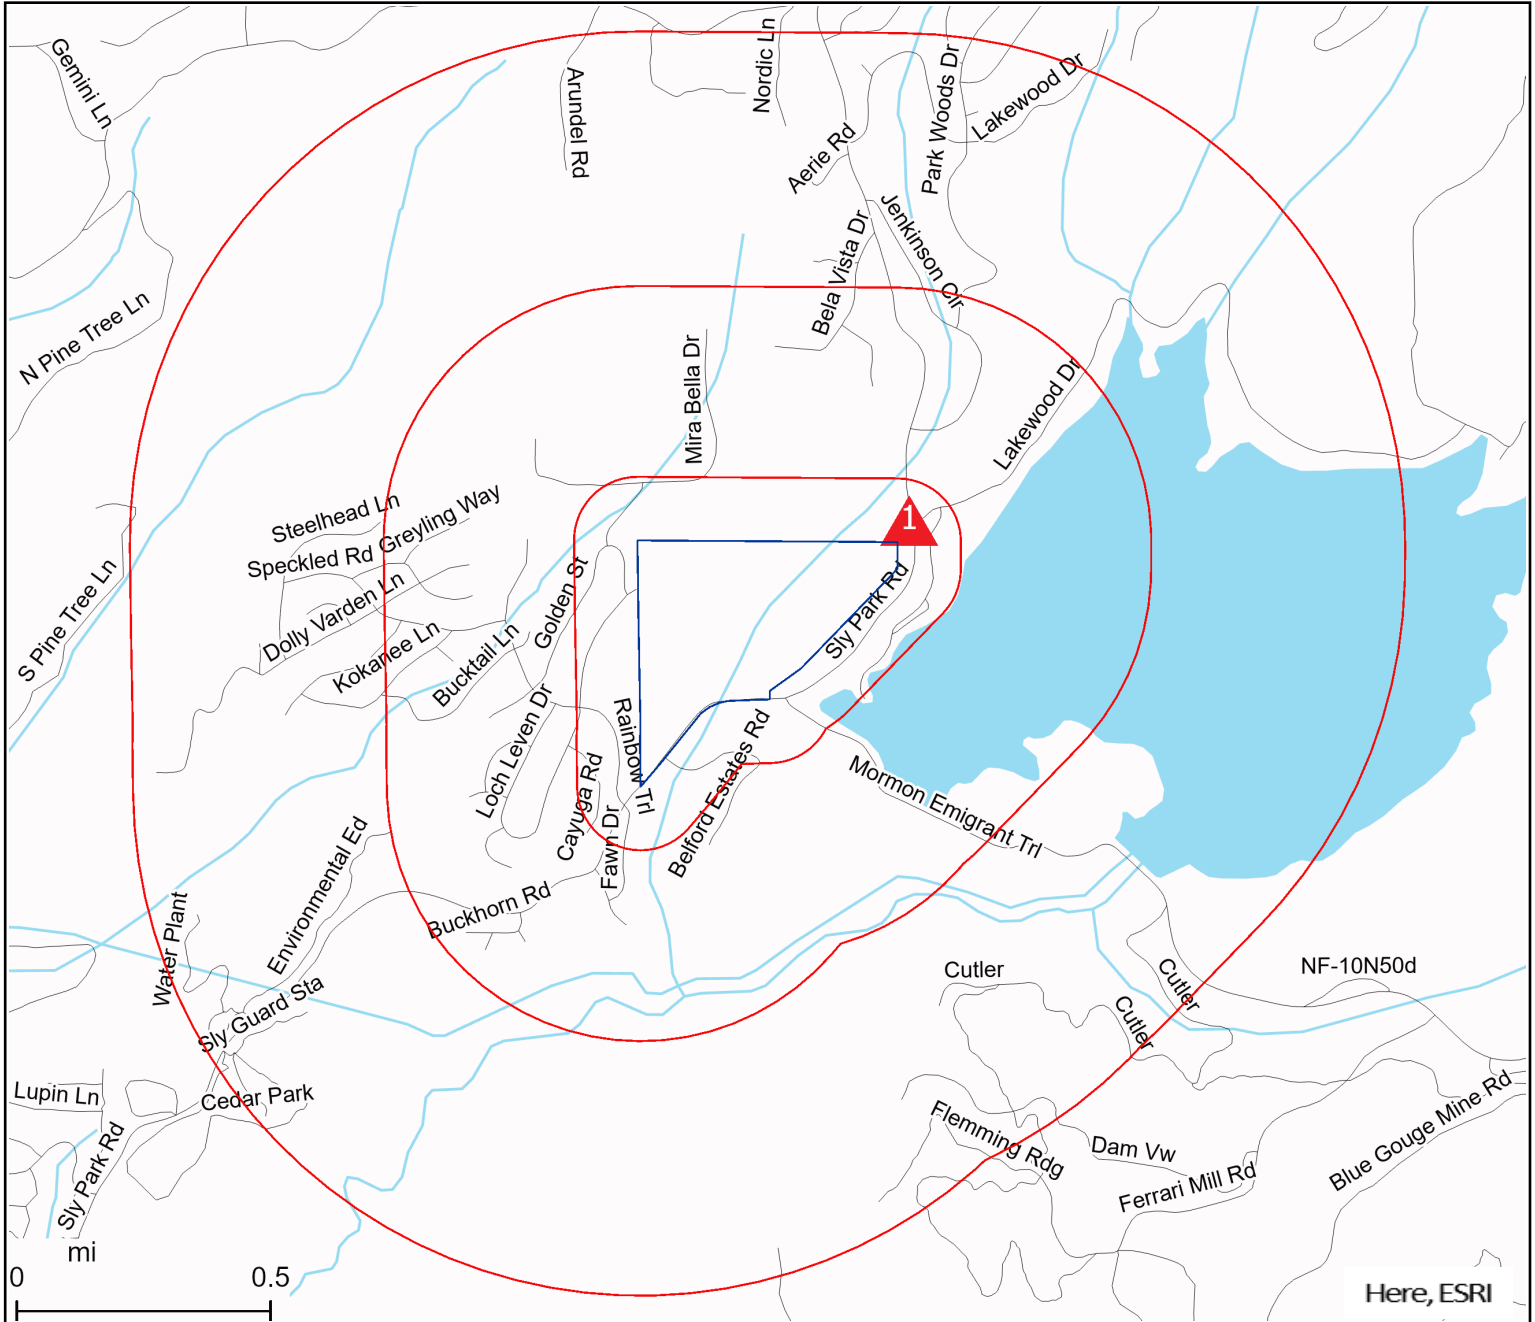 Gemini Ln
Arundel Rd
Nordic Ln
Park Woods Dr
Lakewood Dr
Aerie Rd
Jenkinson Cir
Bela Vista Dr
N Pine Tree Ln
Mira Bella Dr
Lakewood Dr
Steelhead Ln
Greyling Way
Speckled Rd
1
Dolly Varden Ln
Golden St
Sly Park Rd
S Pine Tree Ln
Kokanee Ln
Bucktail Ln
Loch Leven Dr
Rainbow Trl
Belford Estates Rd
Cayuga Rd
Fawn Dr
Mormon Emigrant Trl
Environmental Ed
Buckhorn Rd
Water Plant
Cutler
Cutler
Cutler
NF-10N50d
Sly Guard Sta
Lupin Ln
Cedar Park
Sly Park Rd
Flemming Rdg
Dam Vw
Ferrari Mill Rd
Blue Gouge Mine Rd
mi
0 0.5
Here, ESRI